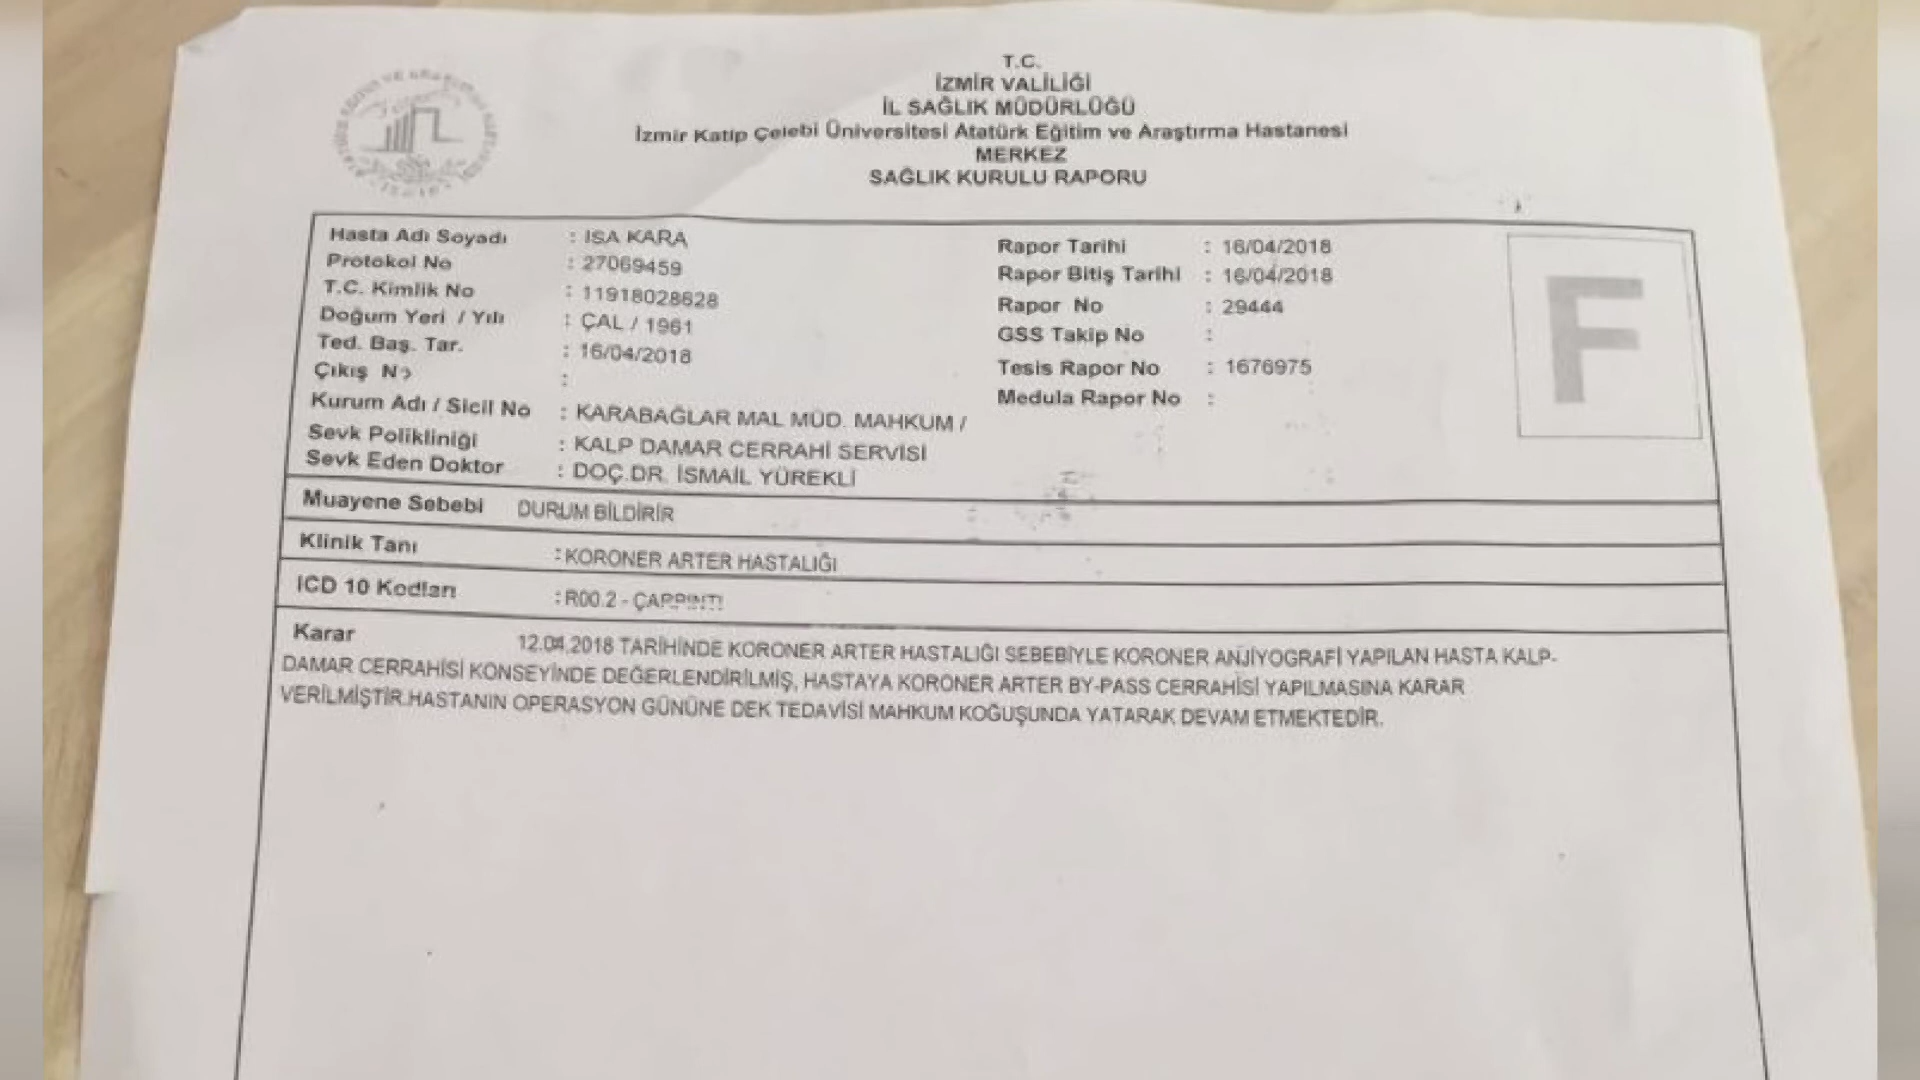 T.C.
İZMİR VALİLİĞİ
İL SAĞLIK MÜDÜRLÜĞÜ
İzmir Katip Çelebi Üniversitesi Atatürk Eğitim ve Araştırma Hastanesi
MERKEZ
SAĞLIK KURULU RAPORU
Hasta Adı Soyadı : ISA KARA
Protokol No : 27069459
T.C. Kimlik No : 11918028628
Doğum Yeri / Yılı : ÇAL / 1961
Ted. Baş. Tar. : 16/04/2018
Çıkış No :
Kurum Adı / Sicil No : KARABAĞLAR MAL MÜD. MAHKUM /
Sevk Polikliniği : KALP DAMAR CERRAHİ SERVİSİ
Sevk Eden Doktor : DOÇ.DR. İSMAİL YÜREKLİ
Rapor Tarihi : 16/04/2018
Rapor Bitiş Tarihi : 16/04/2018
Rapor No : 29444
GSS Takip No :
Tesis Rapor No : 1676975
Medula Rapor No :
F
Muayene Sebebi DURUM BİLDİRİR
Klinik Tanı : KORONER ARTER HASTALIĞI
ICD 10 Kodları : R00.2 - ÇARPINTI
Karar 12.04.2018 TARİHİNDE KORONER ARTER HASTALIĞI SEBEBİYLE KORONER ANJİYOGRAFİ YAPILAN HASTA KALP-
DAMAR CERRAHİSİ KONSEYİNDE DEĞERLENDİRİLMİŞ, HASTAYA KORONER ARTER BY-PASS CERRAHİSİ YAPILMASINA KARAR
VERİLMİŞTİR.HASTANIN OPERASYON GÜNÜNE DEK TEDAVİSİ MAHKUM KOĞUŞUNDA YATARAK DEVAM ETMEKTEDİR.